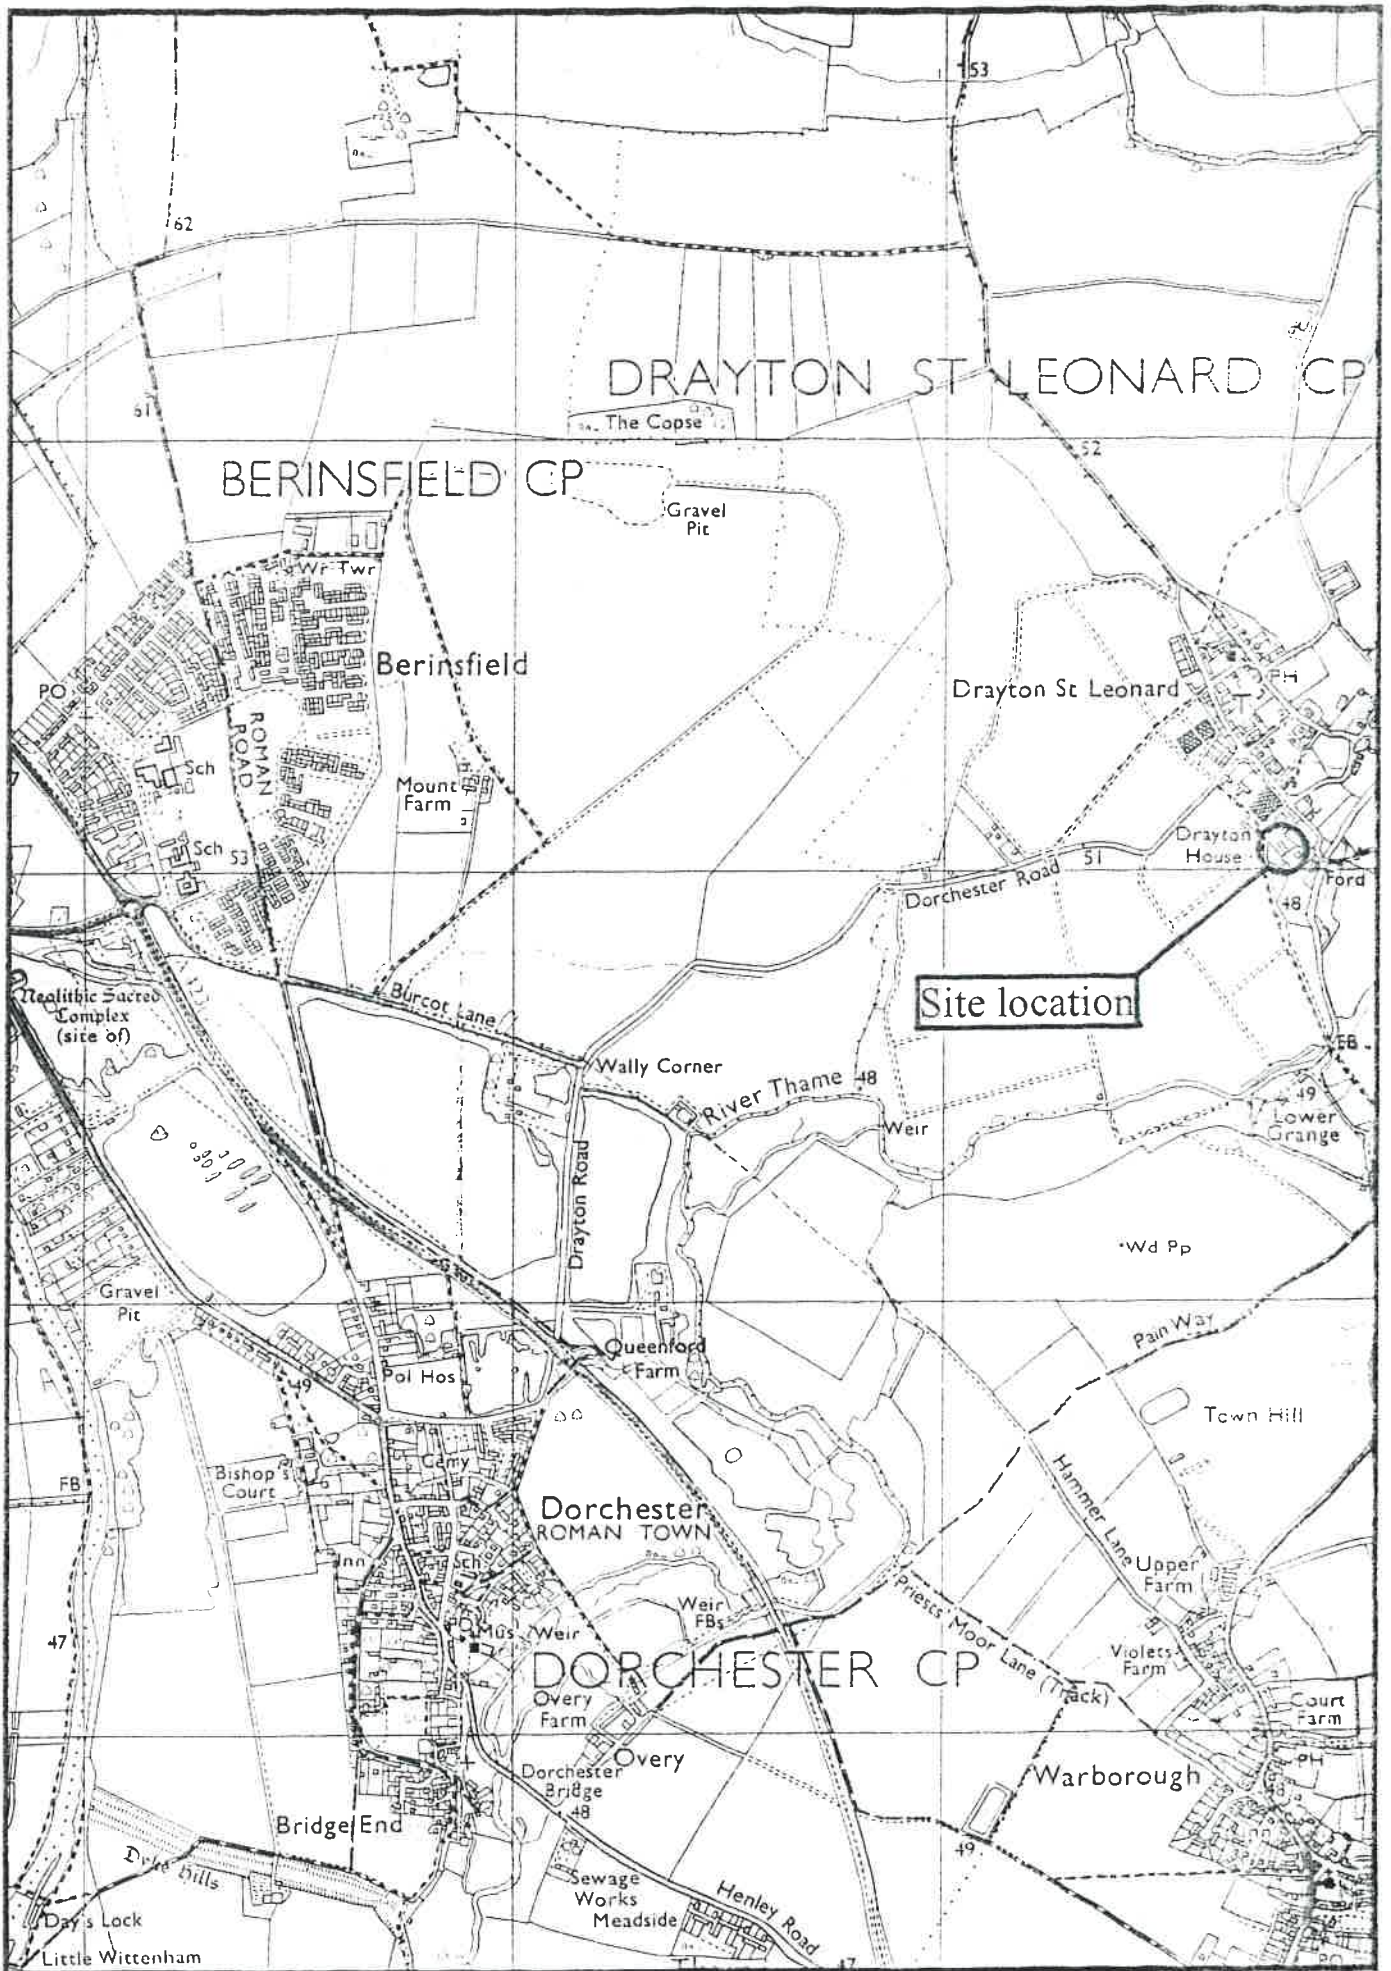 53
62
DRAYTON ST LEONARD CP
61
The Copse
52
BERINSFIELD CP
Gravel
Pit
Wr Twr
Berinsfield
PO
ROMAN
ROAD
Drayton St Leonard
PH
Sch
Mount
Farm
Sch
53
Drayton
House
51
Dorchester Road
Ford
48
Neolithic Sacred
Complex
(site of)
Burcot Lane
Site location
FB
Wally Corner
River Thame
48
49
Lower
Grange
Weir
Drayton Road
Wd Pp
Gravel
Pit
Pain Way
Queenford
Farm
Pol Hos
49
Town Hill
Bishop's
Court
Cemy
FB
Hammer Lane
Dorchester
ROMAN TOWN
Inn
Sch
Upper
Farm
Priests' Moor Lane (Track)
Weir
FBs
PO
Mus
Weir
47
Violets
Farm
DORCHESTER CP
Overy
Farm
Court
Farm
Overy
PH
Dorchester
Bridge
48
Warborough
48
Bridge End
49
Dyke Hills
Sewage
Works
Meadside
Henley Road
Day's Lock
Little Wittenham
47
PO